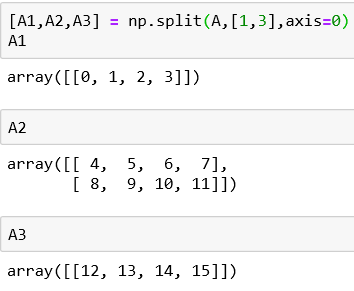 [A1,A2,A3] = np.split(A,[1,3],axis=0)
A1
array([[0, 1, 2, 3]])
A2
array([[ 4,  5,  6,  7],
       [ 8,  9, 10, 11]])
A3
array([[12, 13, 14, 15]])